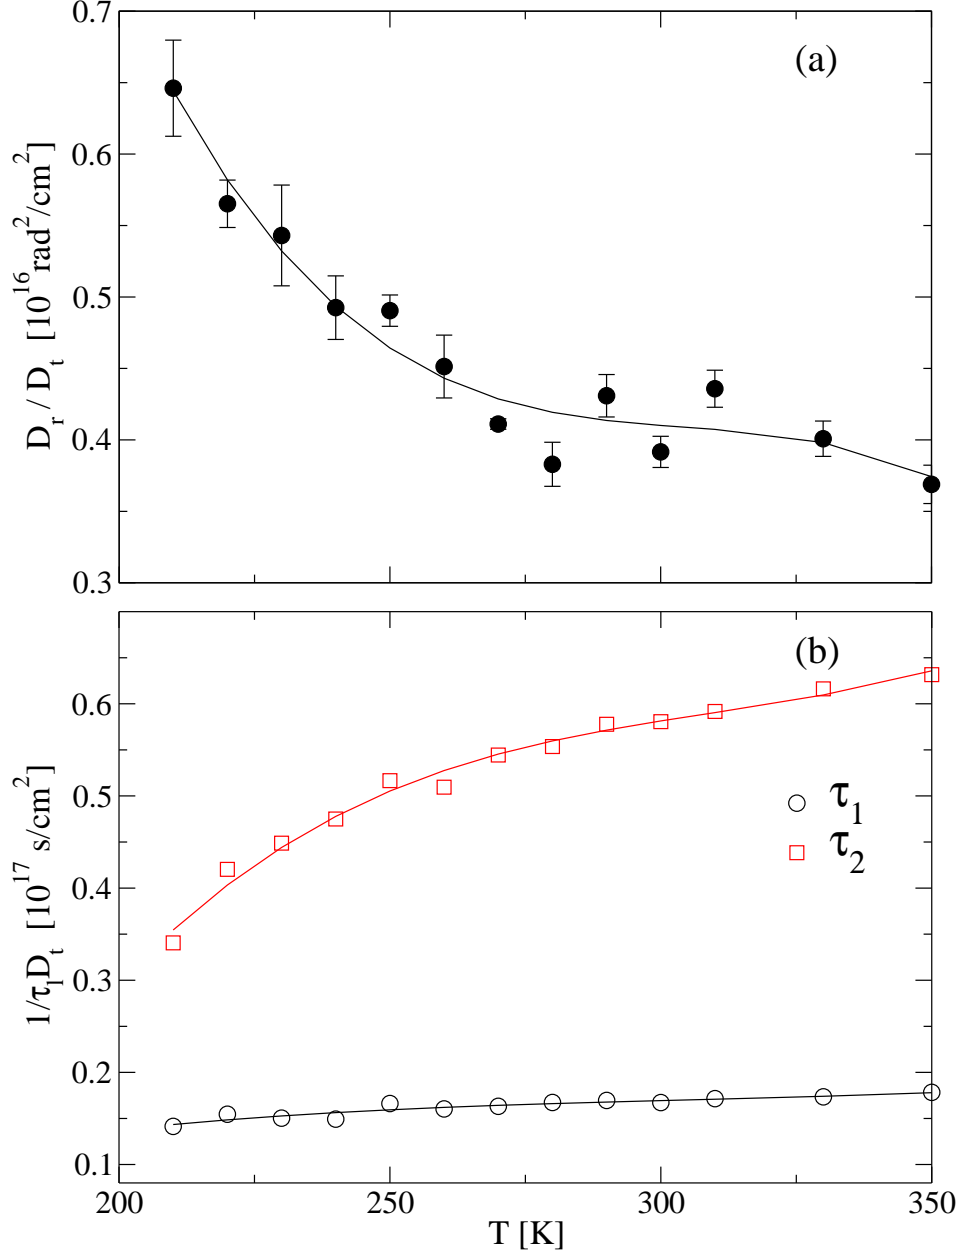 0.7
(a)
0.6
0.5
0.4
0.3
D_r / D_t [10^16 rad^2/cm^2]
(b)
0.6
0.5
0.4
0.3
0.2
0.1
1/τ_l D_t [10^17 s/cm^2]
τ_1
τ_2
200 250 300 350
T [K]